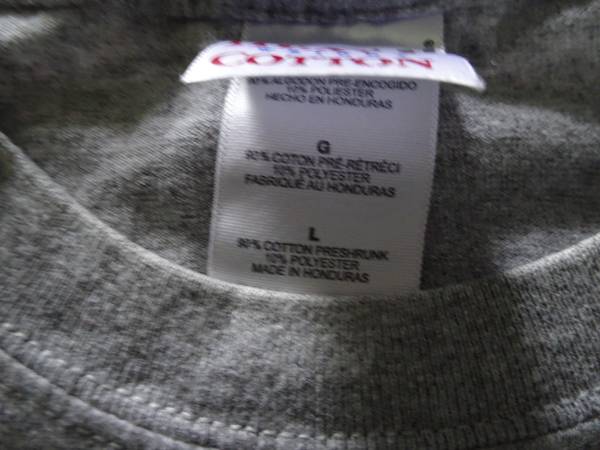 COTTON
90% ALGODON PRE-ENCOGIDO
10% POLIESTER
HECHO EN HONDURAS
G
90% COTON PRÉ-RÉTRÉCI
10% POLYESTER
FABRIQUÉ AU HONDURAS
L
90% COTTON PRESHRUNK
10% POLYESTER
MADE IN HONDURAS